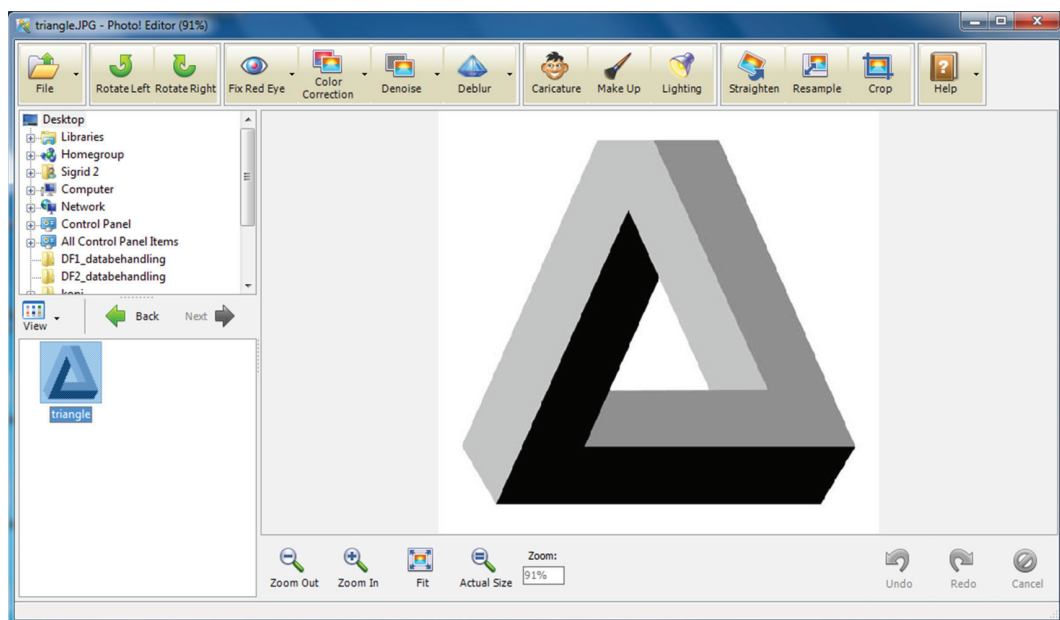 triangle.JPG - Photo! Editor (91%)
File
Rotate Left
Rotate Right
Fix Red Eye
Color
Correction
Denoise
Deblur
Caricature
Make Up
Lighting
Straighten
Resample
Crop
Help
Desktop
Libraries
Homegroup
Sigrid 2
Computer
Network
Control Panel
All Control Panel Items
DF1_databehandling
DF2_databehandling
View
Back
Next
triangle
Zoom Out
Zoom In
Fit
Actual Size
Zoom:
91%
Undo
Redo
Cancel